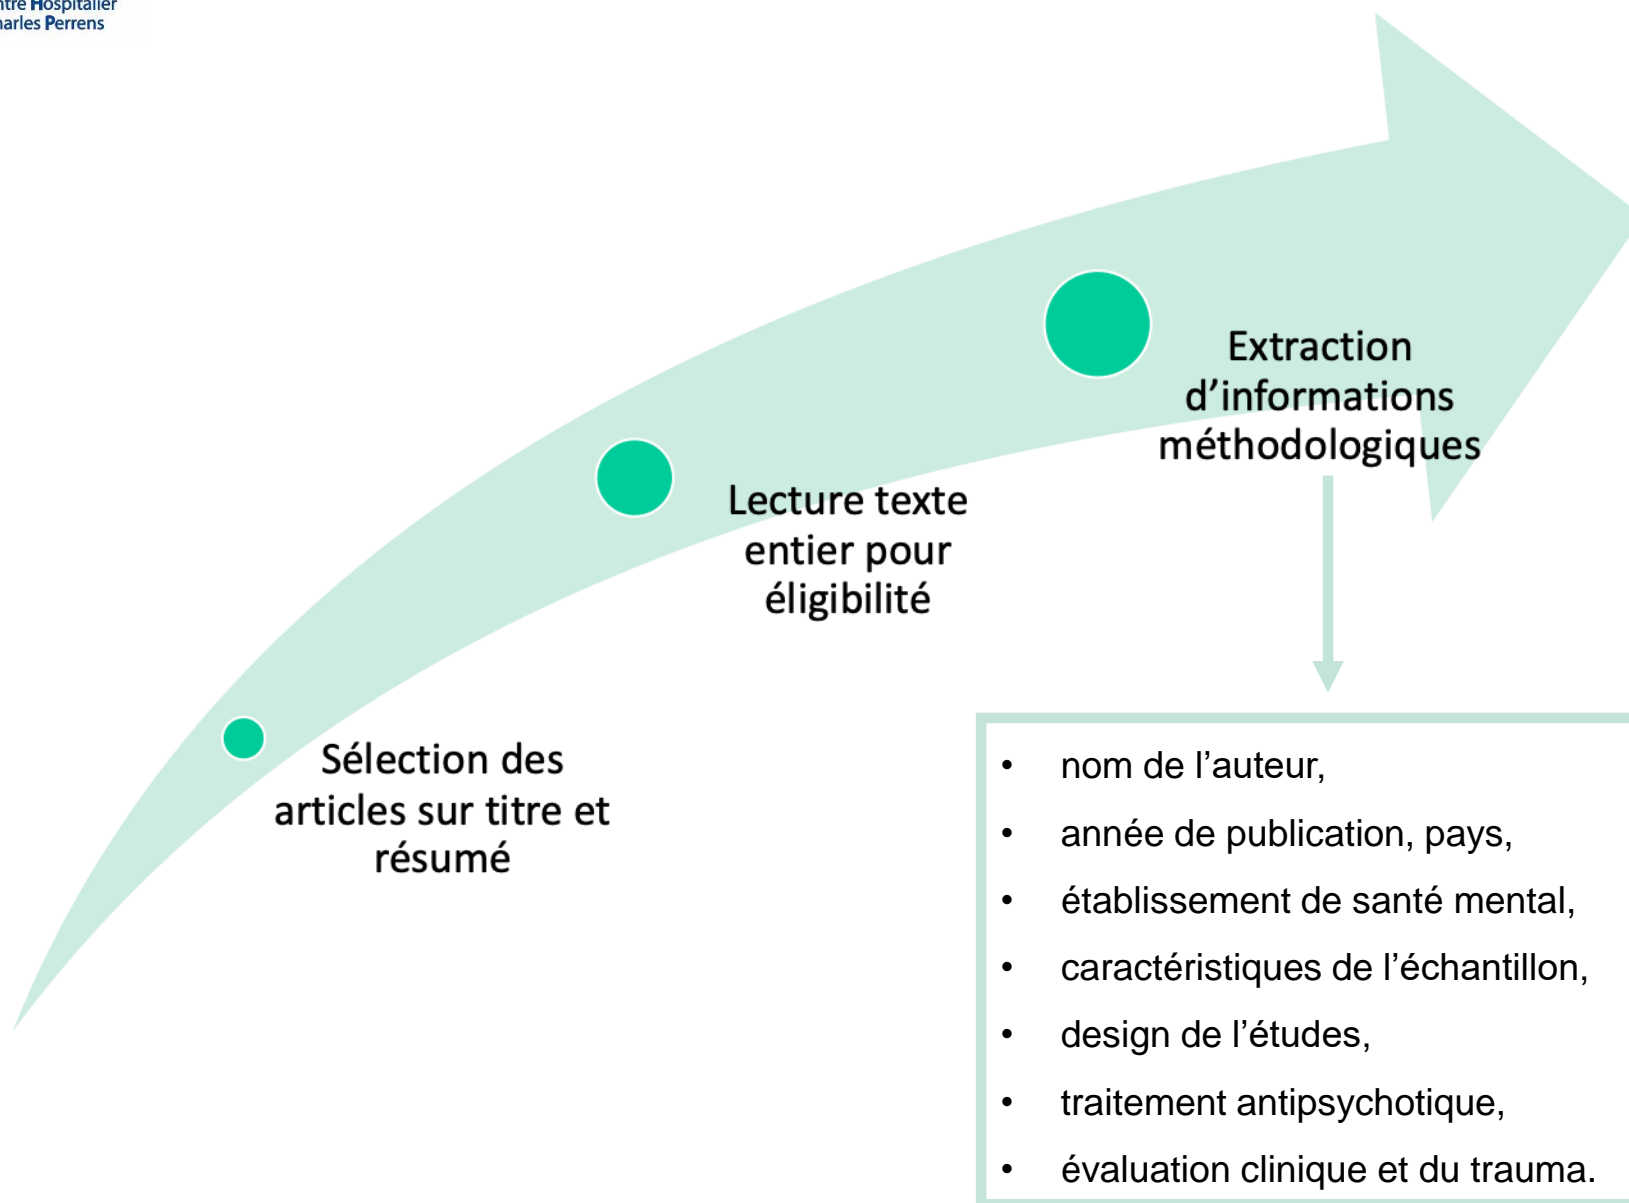 ntre Hospitalier
harles Perrens
Extraction
d’informations
méthodologiques
Lecture texte
entier pour
éligibilité
Sélection des
articles sur titre et
résumé
• nom de l’auteur,
• année de publication, pays,
• établissement de santé mental,
• caractéristiques de l’échantillon,
• design de l’études,
• traitement antipsychotique,
• évaluation clinique et du trauma.